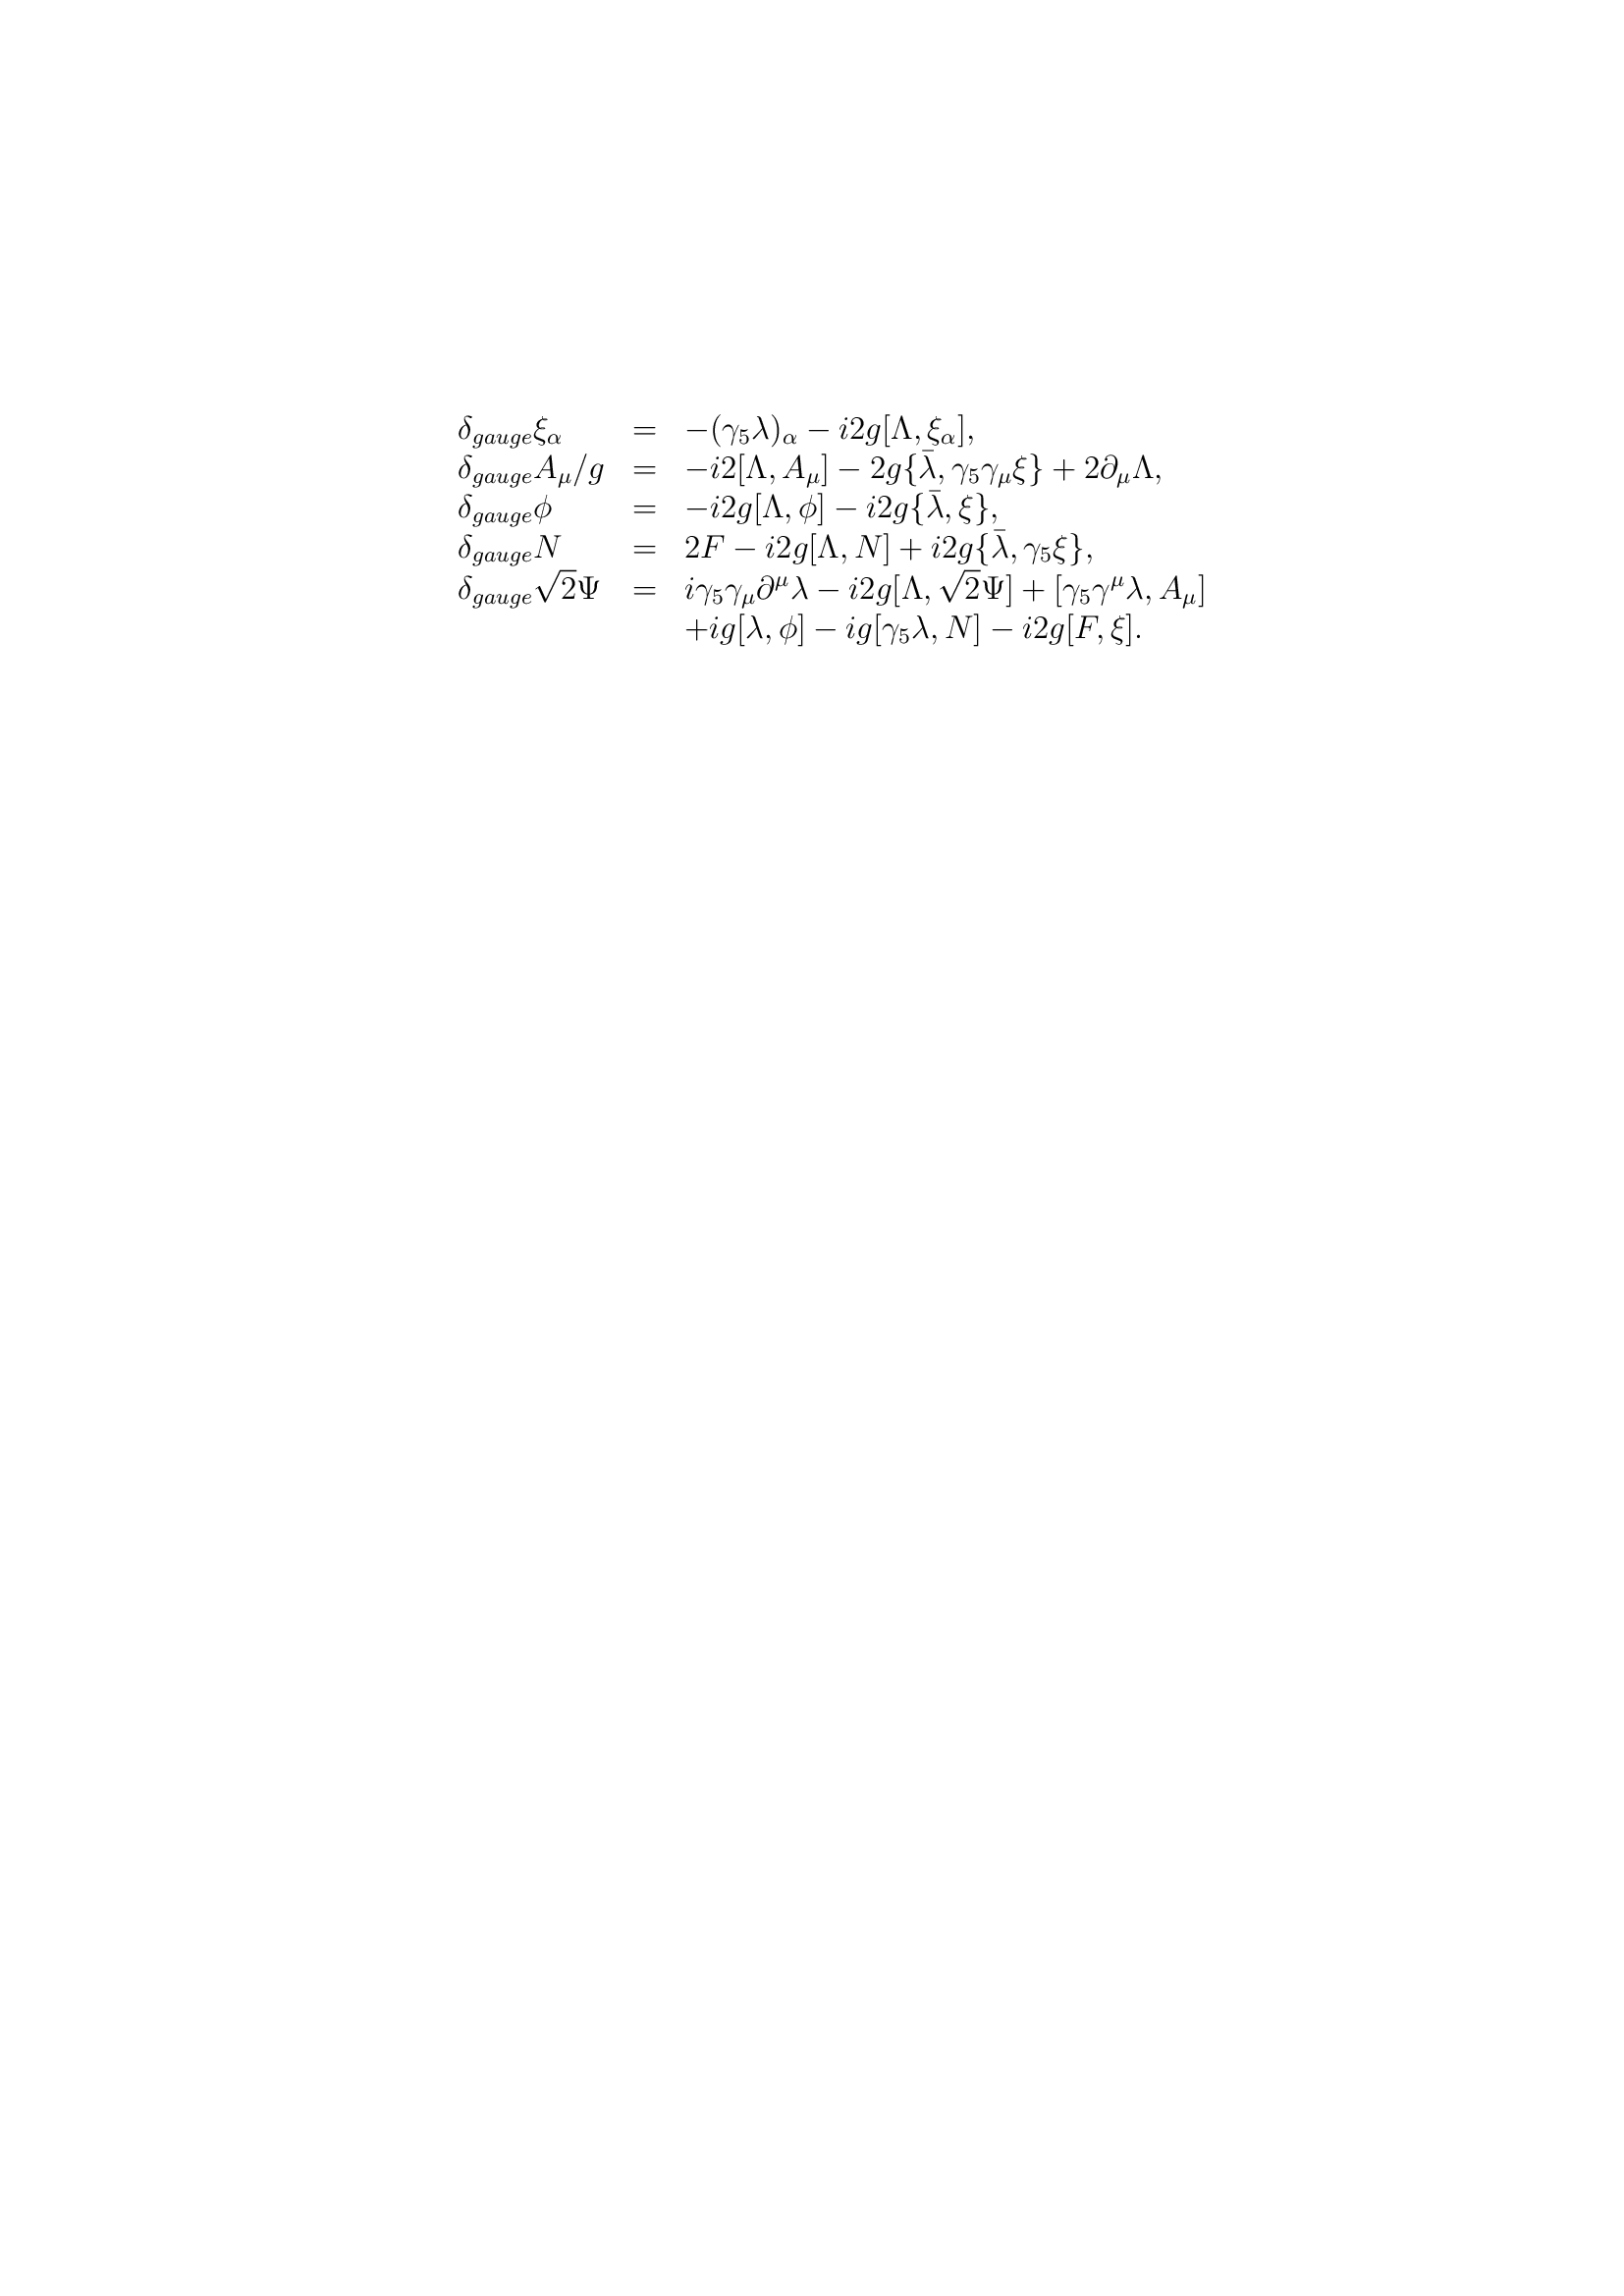 $\delta_{gauge}\xi_\alpha = -(\gamma_5\lambda)_\alpha - i2g[\Lambda, \xi_\alpha],$
$\delta_{gauge}A_\mu/g = -i2[\Lambda, A_\mu] - 2g\{\bar{\lambda}, \gamma_5\gamma_\mu\xi\} + 2\partial_\mu\Lambda,$
$\delta_{gauge}\phi = -i2g[\Lambda, \phi] - i2g\{\bar{\lambda}, \xi\},$
$\delta_{gauge}N = 2F - i2g[\Lambda, N] + i2g\{\bar{\lambda}, \gamma_5\xi\},$
$\delta_{gauge}\sqrt{2}\Psi = i\gamma_5\gamma_\mu\partial^\mu\lambda - i2g[\Lambda, \sqrt{2}\Psi] + [\gamma_5\gamma^\mu\lambda, A_\mu]$
$+ig[\lambda, \phi] - ig[\gamma_5\lambda, N] - i2g[F, \xi].$